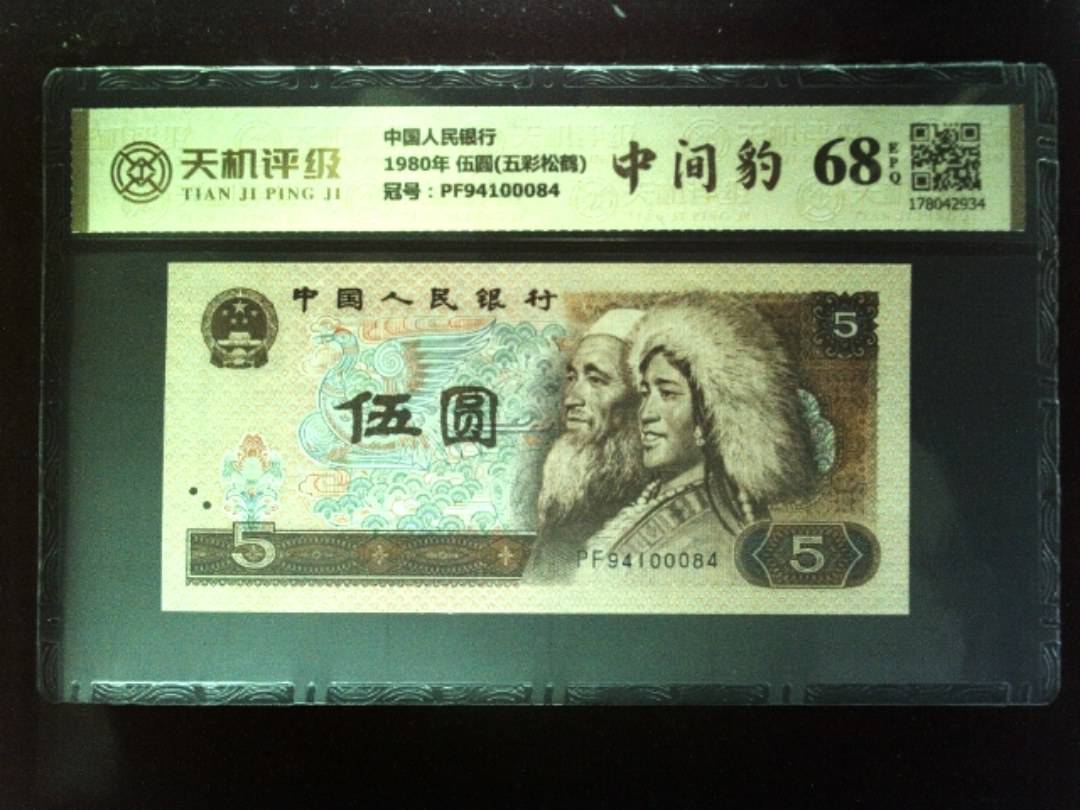 天机评级
TIAN JI PING JI
中国人民银行
1980年 伍圆(五彩松鹤)
冠号：PF94100084
中间豹
68
EPQ
178042934
中国人民银行
5
伍圆
5
PF94100084
5